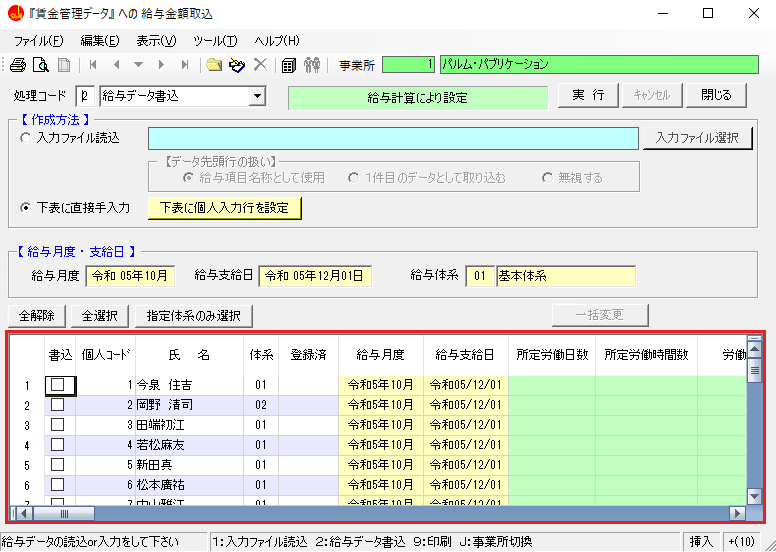 『賃金管理データ』への 給与金額取込
ファイル(F) 編集(E) 表示(V) ツール(T) ヘルプ(H)
事業所 1 パルム・パブリケーション
処理コード 2 給与データ書込 給与計算により設定 実 行 キャンセル 閉じる
【 作成方法 】
入力ファイル読込 入力ファイル選択
【データ先頭行の扱い】
給与項目名称として使用 1件目のデータとして取り込む 無視する
下表に直接手入力 下表に個人入力行を設定
【 給与月度・支給日 】
給与月度 令和 05年10月 給与支給日 令和 05年12月01日 給与体系 01 基本体系
全解除 全選択 指定体系のみ選択 一括変更
書込 個人コード 氏 名 体系 登録済 給与月度 給与支給日 所定労働日数 所定労働時間数 労働
1 1 今泉 住吉 01 令和5年10月 令和05/12/01
2 2 岡野 清司 02 令和5年10月 令和05/12/01
3 3 田端初江 01 令和5年10月 令和05/12/01
4 4 若松麻友 01 令和5年10月 令和05/12/01
5 5 新田真 01 令和5年10月 令和05/12/01
6 6 松本廣祐 01 令和5年10月 令和05/12/01
7 7 中山雅江 01 令和5年10月 令和05/12/01
給与データの読込or入力をして下さい 1:入力ファイル読込 2:給与データ書込 9:印刷 J:事業所切換 挿入 +(10)